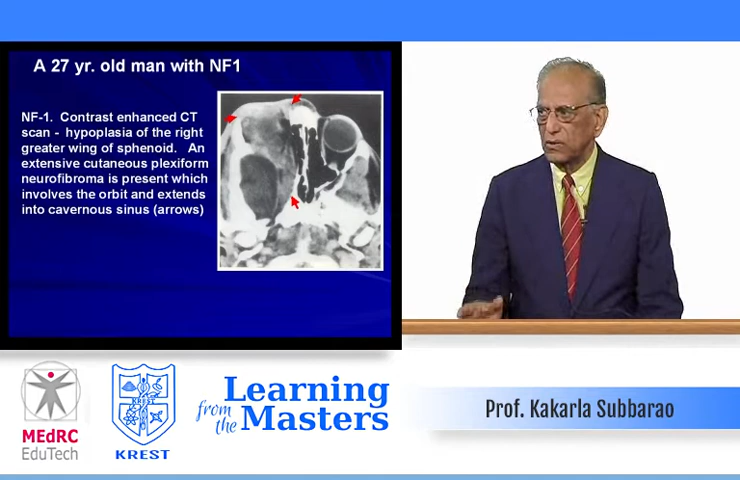 A 27 yr. old man with NF1
NF-1. Contrast enhanced CT
scan - hypoplasia of the right
greater wing of sphenoid. An
extensive cutaneous plexiform
neurofibroma is present which
involves the orbit and extends
into cavernous sinus (arrows)
MEdRC
EduTech
KREST
KREST
Learning
from the
Masters
Prof. Kakarla Subbarao